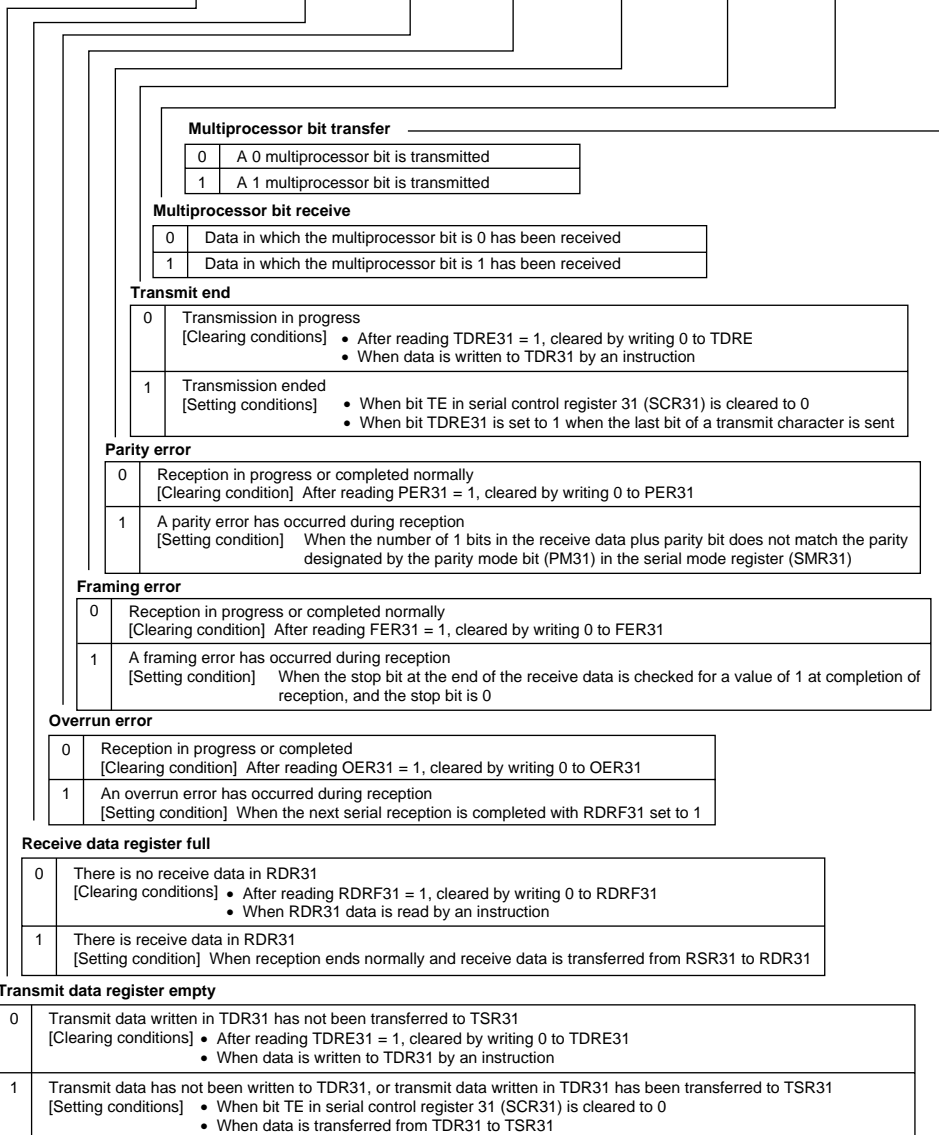 Multiprocessor bit transfer
0 A 0 multiprocessor bit is transmitted
1 A 1 multiprocessor bit is transmitted
Multiprocessor bit receive
0 Data in which the multiprocessor bit is 0 has been received
1 Data in which the multiprocessor bit is 1 has been received
Transmit end
0 Transmission in progress
[Clearing conditions] • After reading TDRE31 = 1, cleared by writing 0 to TDRE
• When data is written to TDR31 by an instruction
1 Transmission ended
[Setting conditions] • When bit TE in serial control register 31 (SCR31) is cleared to 0
• When bit TDRE31 is set to 1 when the last bit of a transmit character is sent
Parity error
0 Reception in progress or completed normally
[Clearing condition] After reading PER31 = 1, cleared by writing 0 to PER31
1 A parity error has occurred during reception
[Setting condition] When the number of 1 bits in the receive data plus parity bit does not match the parity
designated by the parity mode bit (PM31) in the serial mode register (SMR31)
Framing error
0 Reception in progress or completed normally
[Clearing condition] After reading FER31 = 1, cleared by writing 0 to FER31
1 A framing error has occurred during reception
[Setting condition] When the stop bit at the end of the receive data is checked for a value of 1 at completion of
reception, and the stop bit is 0
Overrun error
0 Reception in progress or completed
[Clearing condition] After reading OER31 = 1, cleared by writing 0 to OER31
1 An overrun error has occurred during reception
[Setting condition] When the next serial reception is completed with RDRF31 set to 1
Receive data register full
0 There is no receive data in RDR31
[Clearing conditions] • After reading RDRF31 = 1, cleared by writing 0 to RDRF31
• When RDR31 data is read by an instruction
1 There is receive data in RDR31
[Setting condition] When reception ends normally and receive data is transferred from RSR31 to RDR31
Transmit data register empty
0 Transmit data written in TDR31 has not been transferred to TSR31
[Clearing conditions] • After reading TDRE31 = 1, cleared by writing 0 to TDRE31
• When data is written to TDR31 by an instruction
1 Transmit data has not been written to TDR31, or transmit data written in TDR31 has been transferred to TSR31
[Setting conditions] • When bit TE in serial control register 31 (SCR31) is cleared to 0
• When data is transferred from TDR31 to TSR31